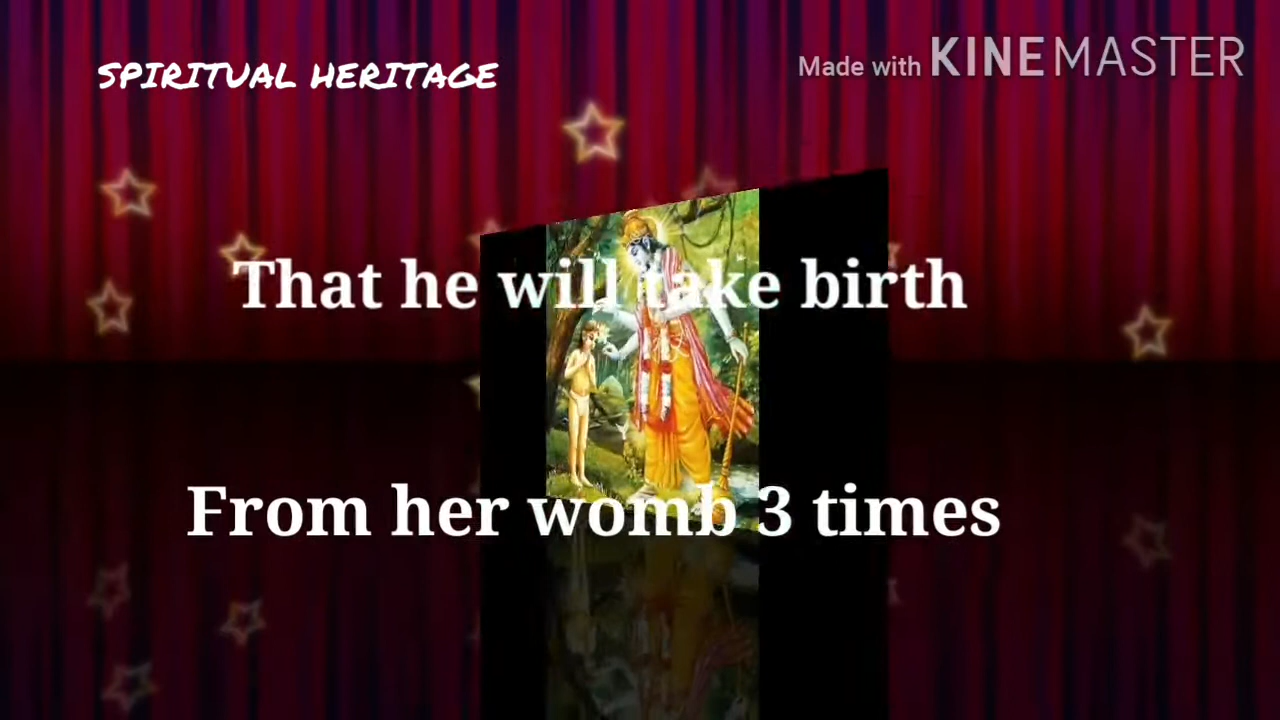 SPIRITUAL HERITAGE
Made with KINEMASTER
That he will take birth
From her womb 3 times